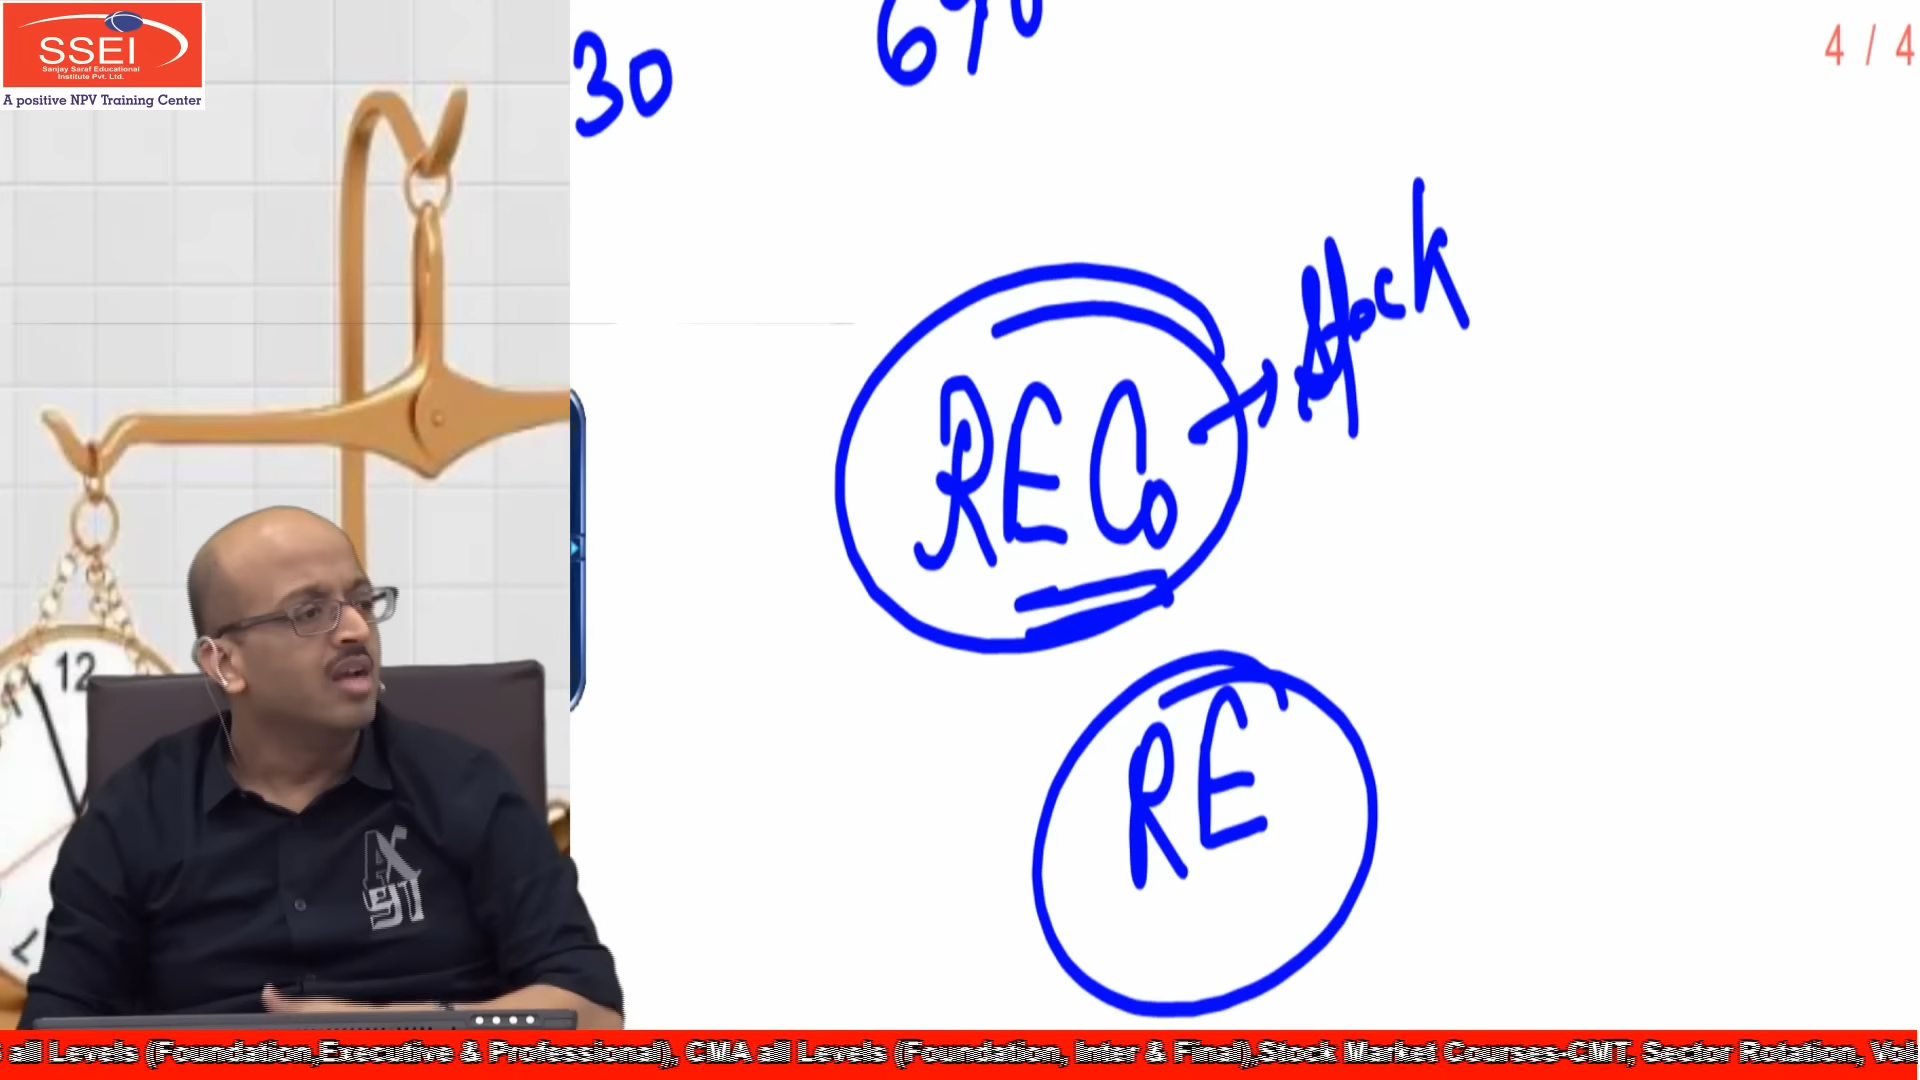 SSEI
Sanjay Saraf Educational
Institute Pvt. Ltd.
A positive NPV Training Center
4 / 4
30
Stock
RECo
RE
12
all Levels (Foundation,Executive & Professional), CMA all Levels (Foundation, Inter & Final),Stock Market Courses-CMT, Sector Rotation,